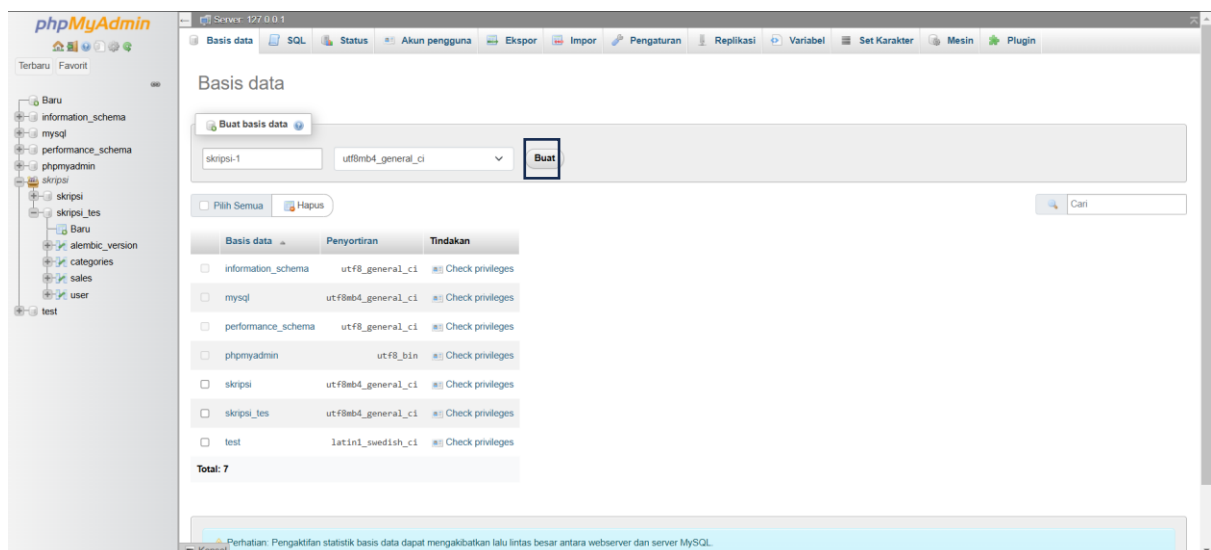 phpMyAdmin
Terbaru Favorit
Baru
information_schema
mysql
performance_schema
phpmyadmin
skripsi
skripsi
skripsi_tes
Baru
alembic_version
categories
sales
user
test
Server: 127.0.0.1
Basis data SQL Status Akun pengguna Ekspor Impor Pengaturan Replikasi Variabel Set Karakter Mesin Plugin
Basis data
Buat basis data
skripsi-1 utf8mb4_general_ci Buat
Pilih Semua Hapus Cari
Basis data Penyortiran Tindakan
information_schema utf8_general_ci Check privileges
mysql utf8mb4_general_ci Check privileges
performance_schema utf8_general_ci Check privileges
phpmyadmin utf8_bin Check privileges
skripsi utf8mb4_general_ci Check privileges
skripsi_tes utf8mb4_general_ci Check privileges
test latin1_swedish_ci Check privileges
Total: 7
Perhatian: Pengaktifan statistik basis data dapat mengakibatkan lalu lintas besar antara webserver dan server MySQL.